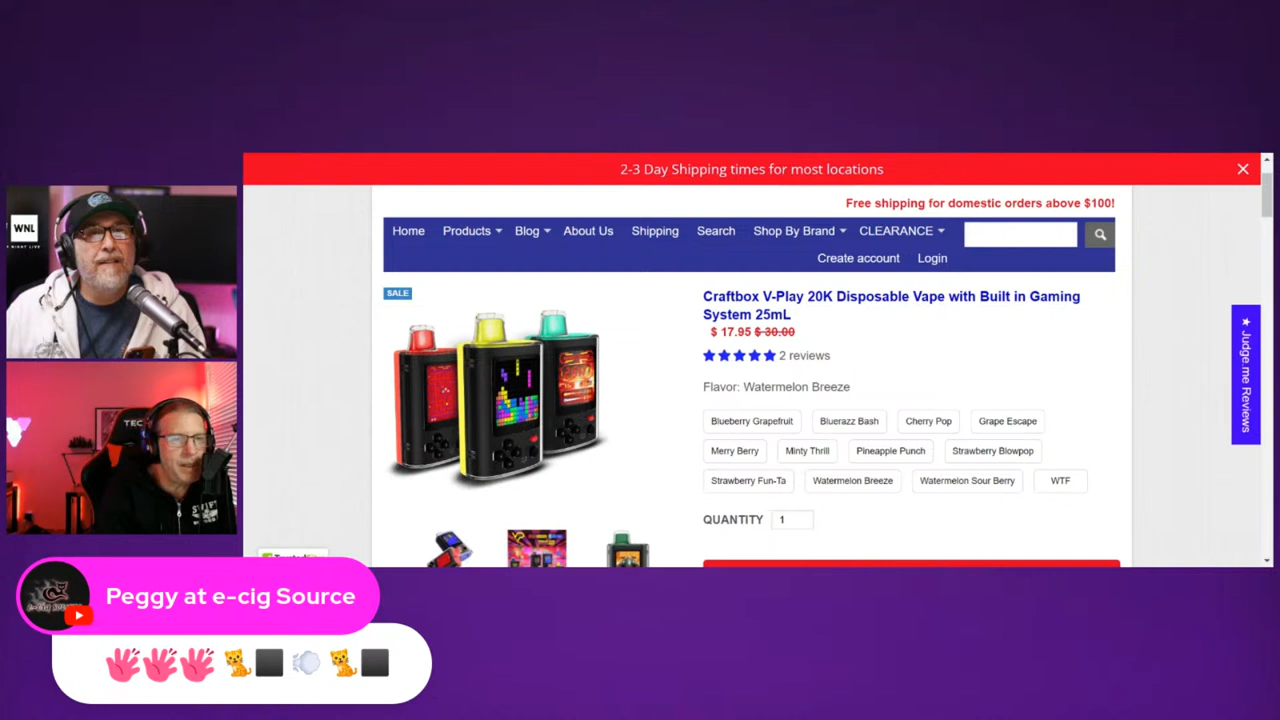 2-3 Day Shipping times for most locations
Free shipping for domestic orders above $100!
Home Products Blog About Us Shipping Search Shop By Brand CLEARANCE
Create account Login
SALE
Craftbox V-Play 20K Disposable Vape with Built in Gaming
System 25mL
$ 17.95 $ 30.00
2 reviews
Flavor: Watermelon Breeze
Blueberry Grapefruit Bluerazz Bash Cherry Pop Grape Escape
Merry Berry Minty Thrill Pineapple Punch Strawberry Blowpop
Strawberry Fun-Ta Watermelon Breeze Watermelon Sour Berry WTF
QUANTITY 1
★ Judge.me Reviews
WNL
TEC
Peggy at e-cig Source